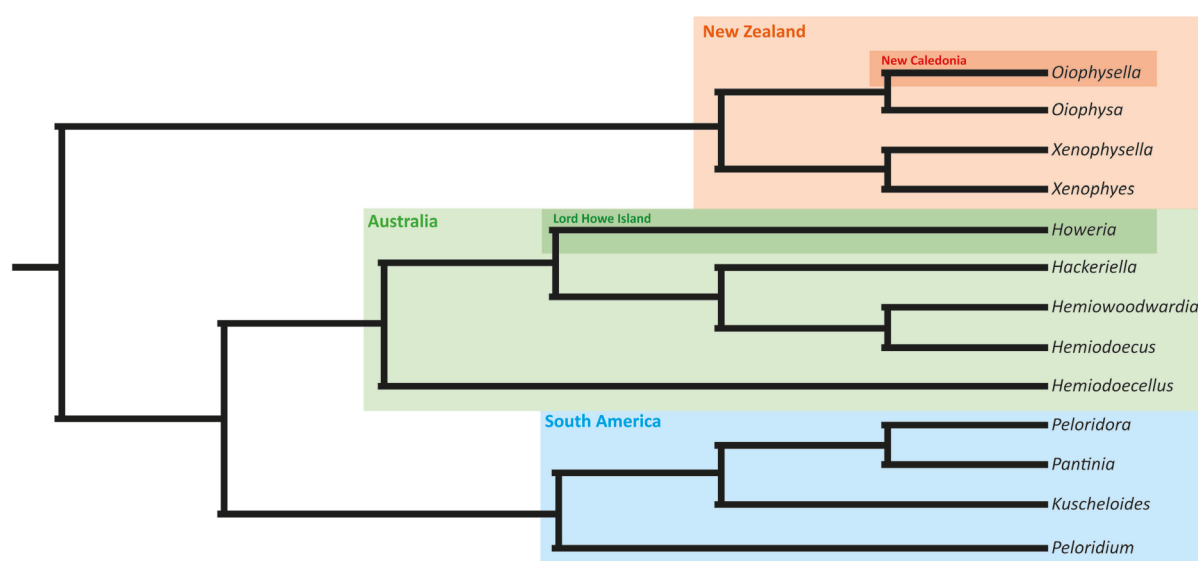 New Zealand
New Caledonia
Oiophysella
Oiophysa
Xenophysella
Xenophyes
Australia
Lord Howe Island
Howeria
Hackeriella
Hemiowoodwardia
Hemiodoecus
Hemiodoecellus
South America
Peloridora
Pantinia
Kuscheloides
Peloridium